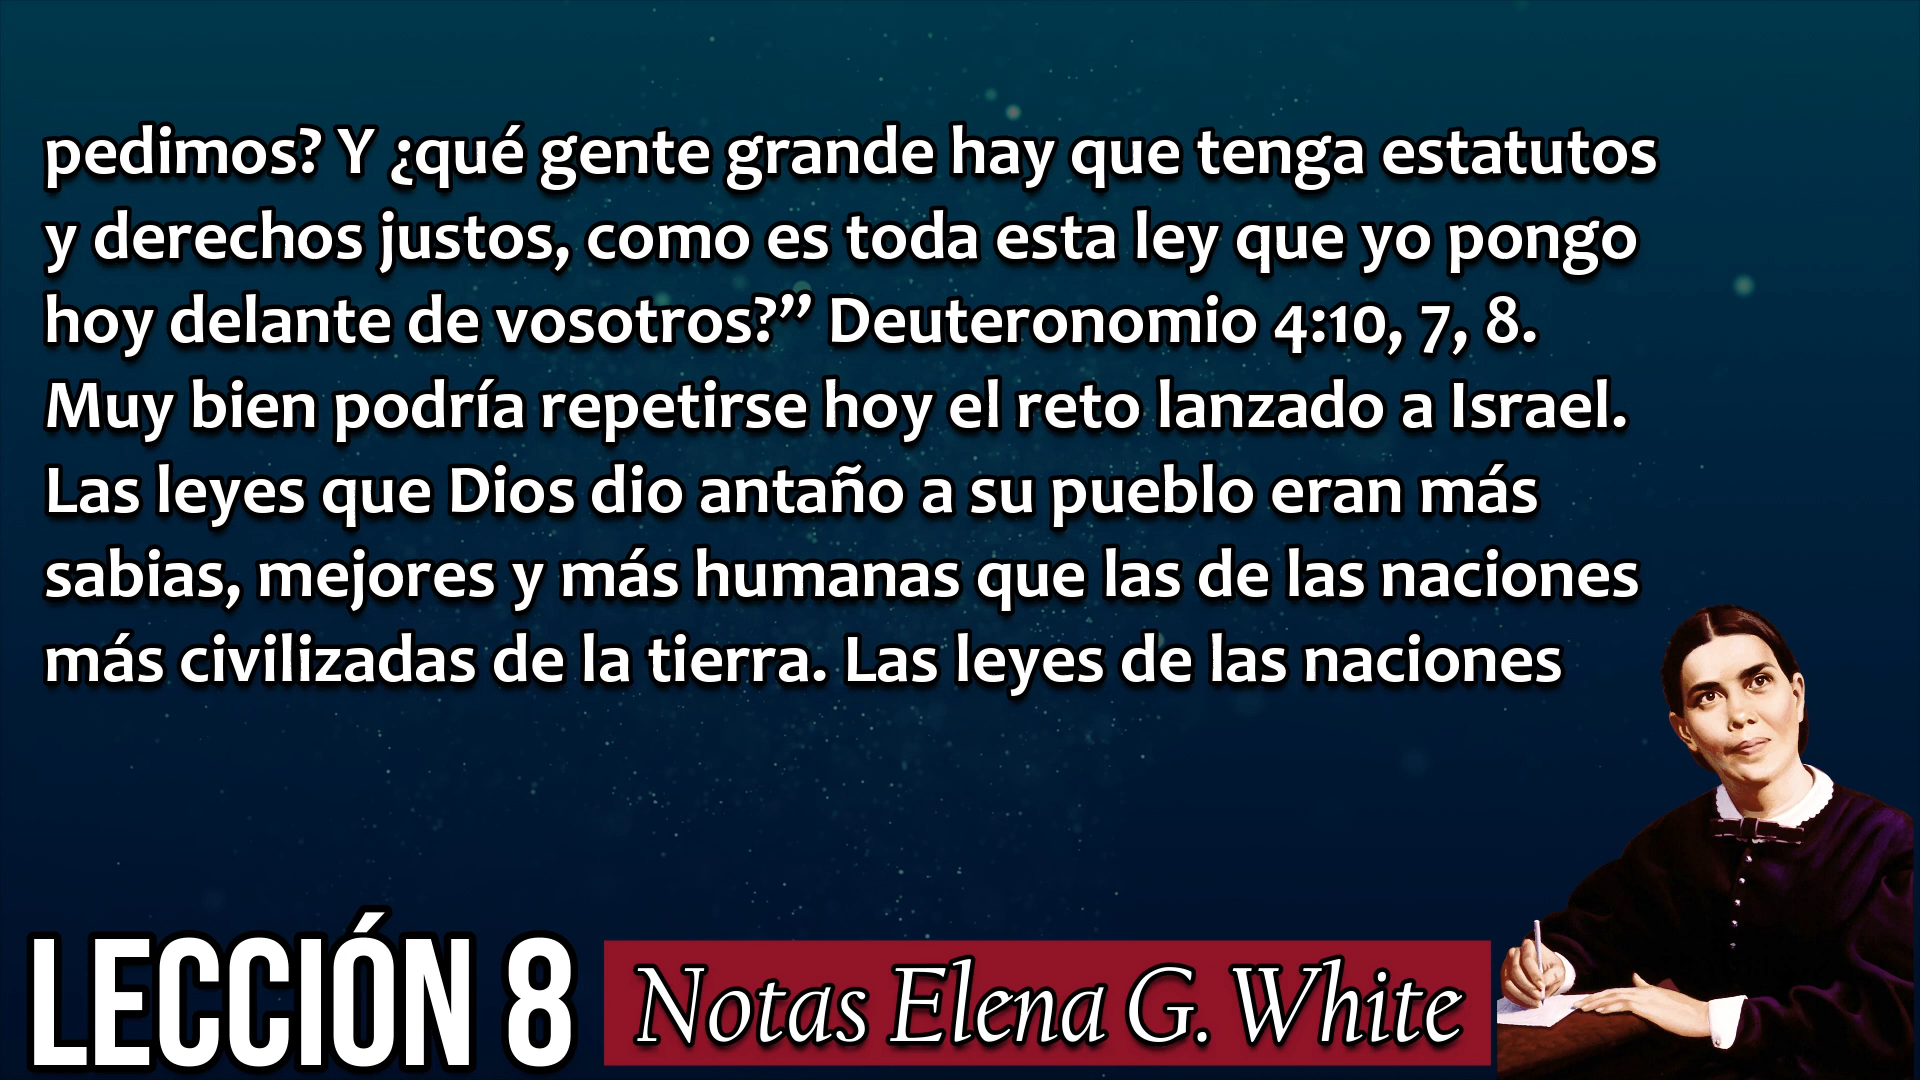 pedimos? Y ¿qué gente grande hay que tenga estatutos
y derechos justos, como es toda esta ley que yo pongo
hoy delante de vosotros?” Deuteronomio 4:10, 7, 8.
Muy bien podría repetirse hoy el reto lanzado a Israel.
Las leyes que Dios dio antaño a su pueblo eran más
sabias, mejores y más humanas que las de las naciones
más civilizadas de la tierra. Las leyes de las naciones
LECCIÓN 8 Notas Elena G. White